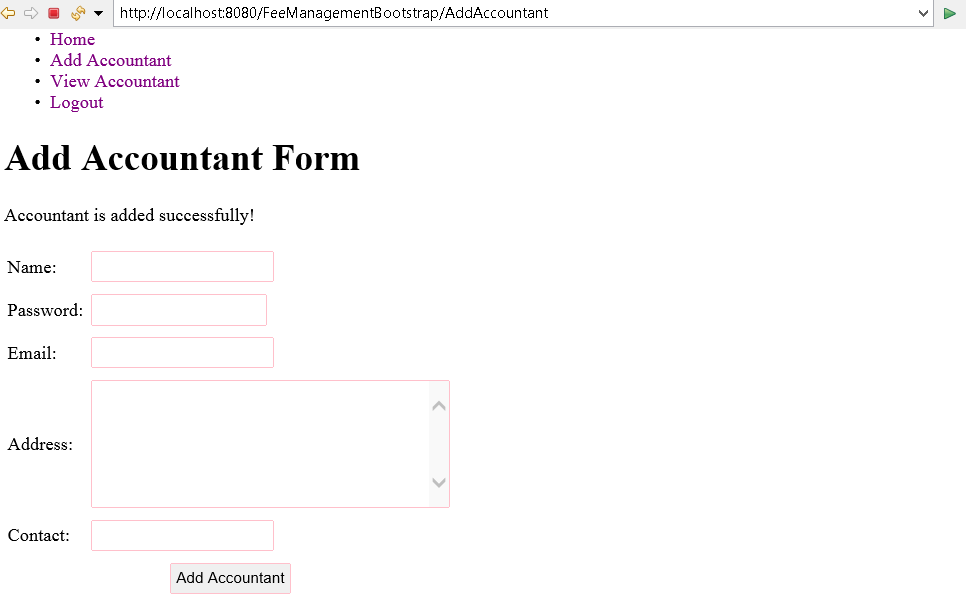 http://localhost:8080/FeeManagementBootstrap/AddAccountant
Home
Add Accountant
View Accountant
Logout
Add Accountant Form
Accountant is added successfully!
Name:
Password:
Email:
Address:
Contact:
Add Accountant